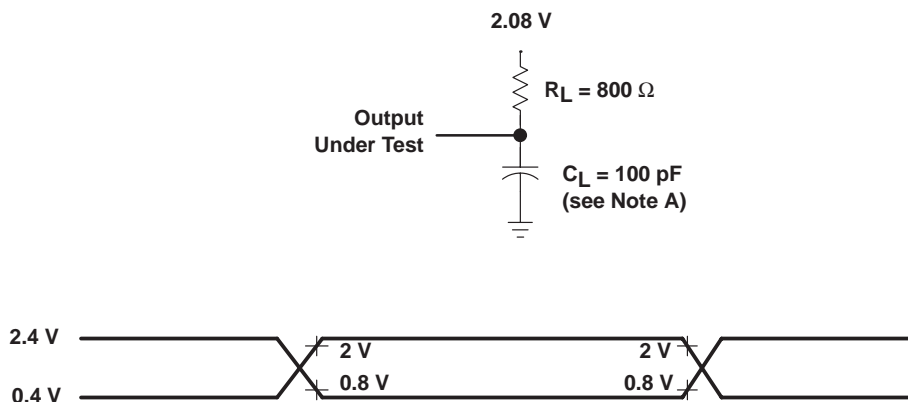 2.08 V
R_L = 800 Ω
Output
Under Test
C_L = 100 pF
(see Note A)
2.4 V
2 V
2 V
0.8 V
0.8 V
0.4 V